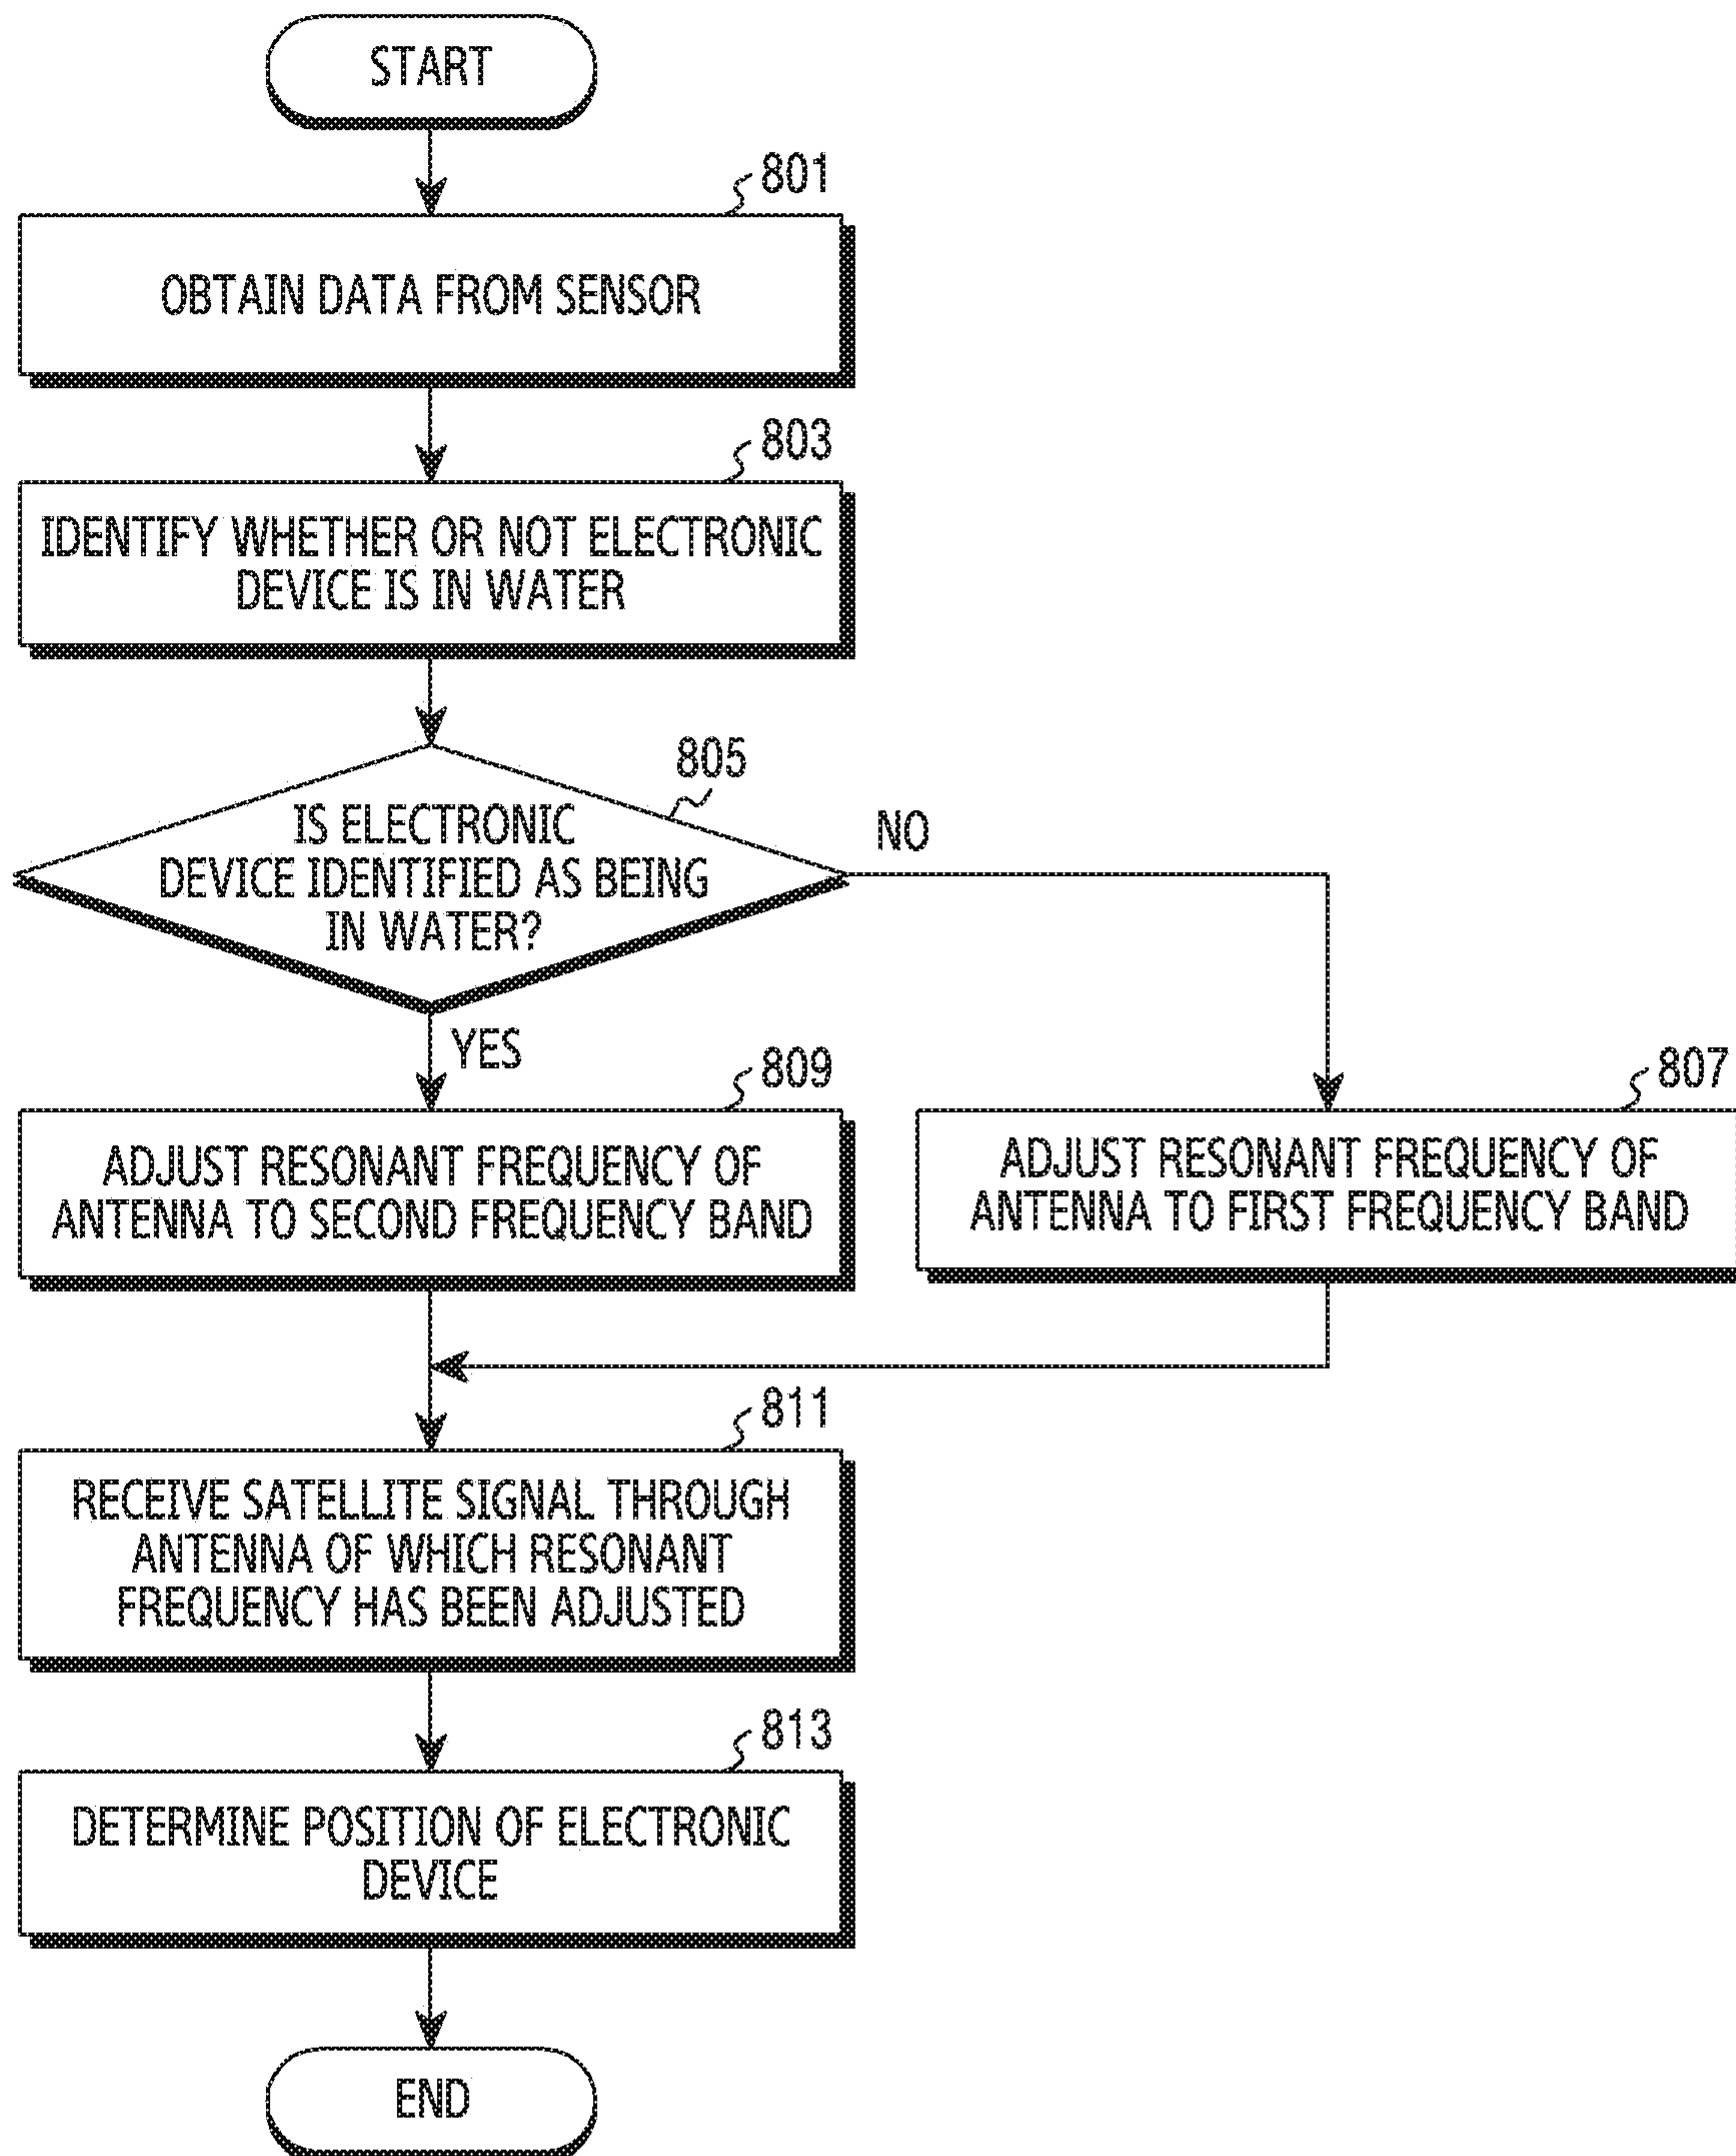 START
801
OBTAIN DATA FROM SENSOR
803
IDENTIFY WHETHER OR NOT ELECTRONIC
DEVICE IS IN WATER
805
IS ELECTRONIC
DEVICE IDENTIFIED AS BEING
IN WATER?
NO
YES
809
ADJUST RESONANT FREQUENCY OF
ANTENNA TO SECOND FREQUENCY BAND
807
ADJUST RESONANT FREQUENCY OF
ANTENNA TO FIRST FREQUENCY BAND
811
RECEIVE SATELLITE SIGNAL THROUGH
ANTENNA OF WHICH RESONANT
FREQUENCY HAS BEEN ADJUSTED
813
DETERMINE POSITION OF ELECTRONIC
DEVICE
END